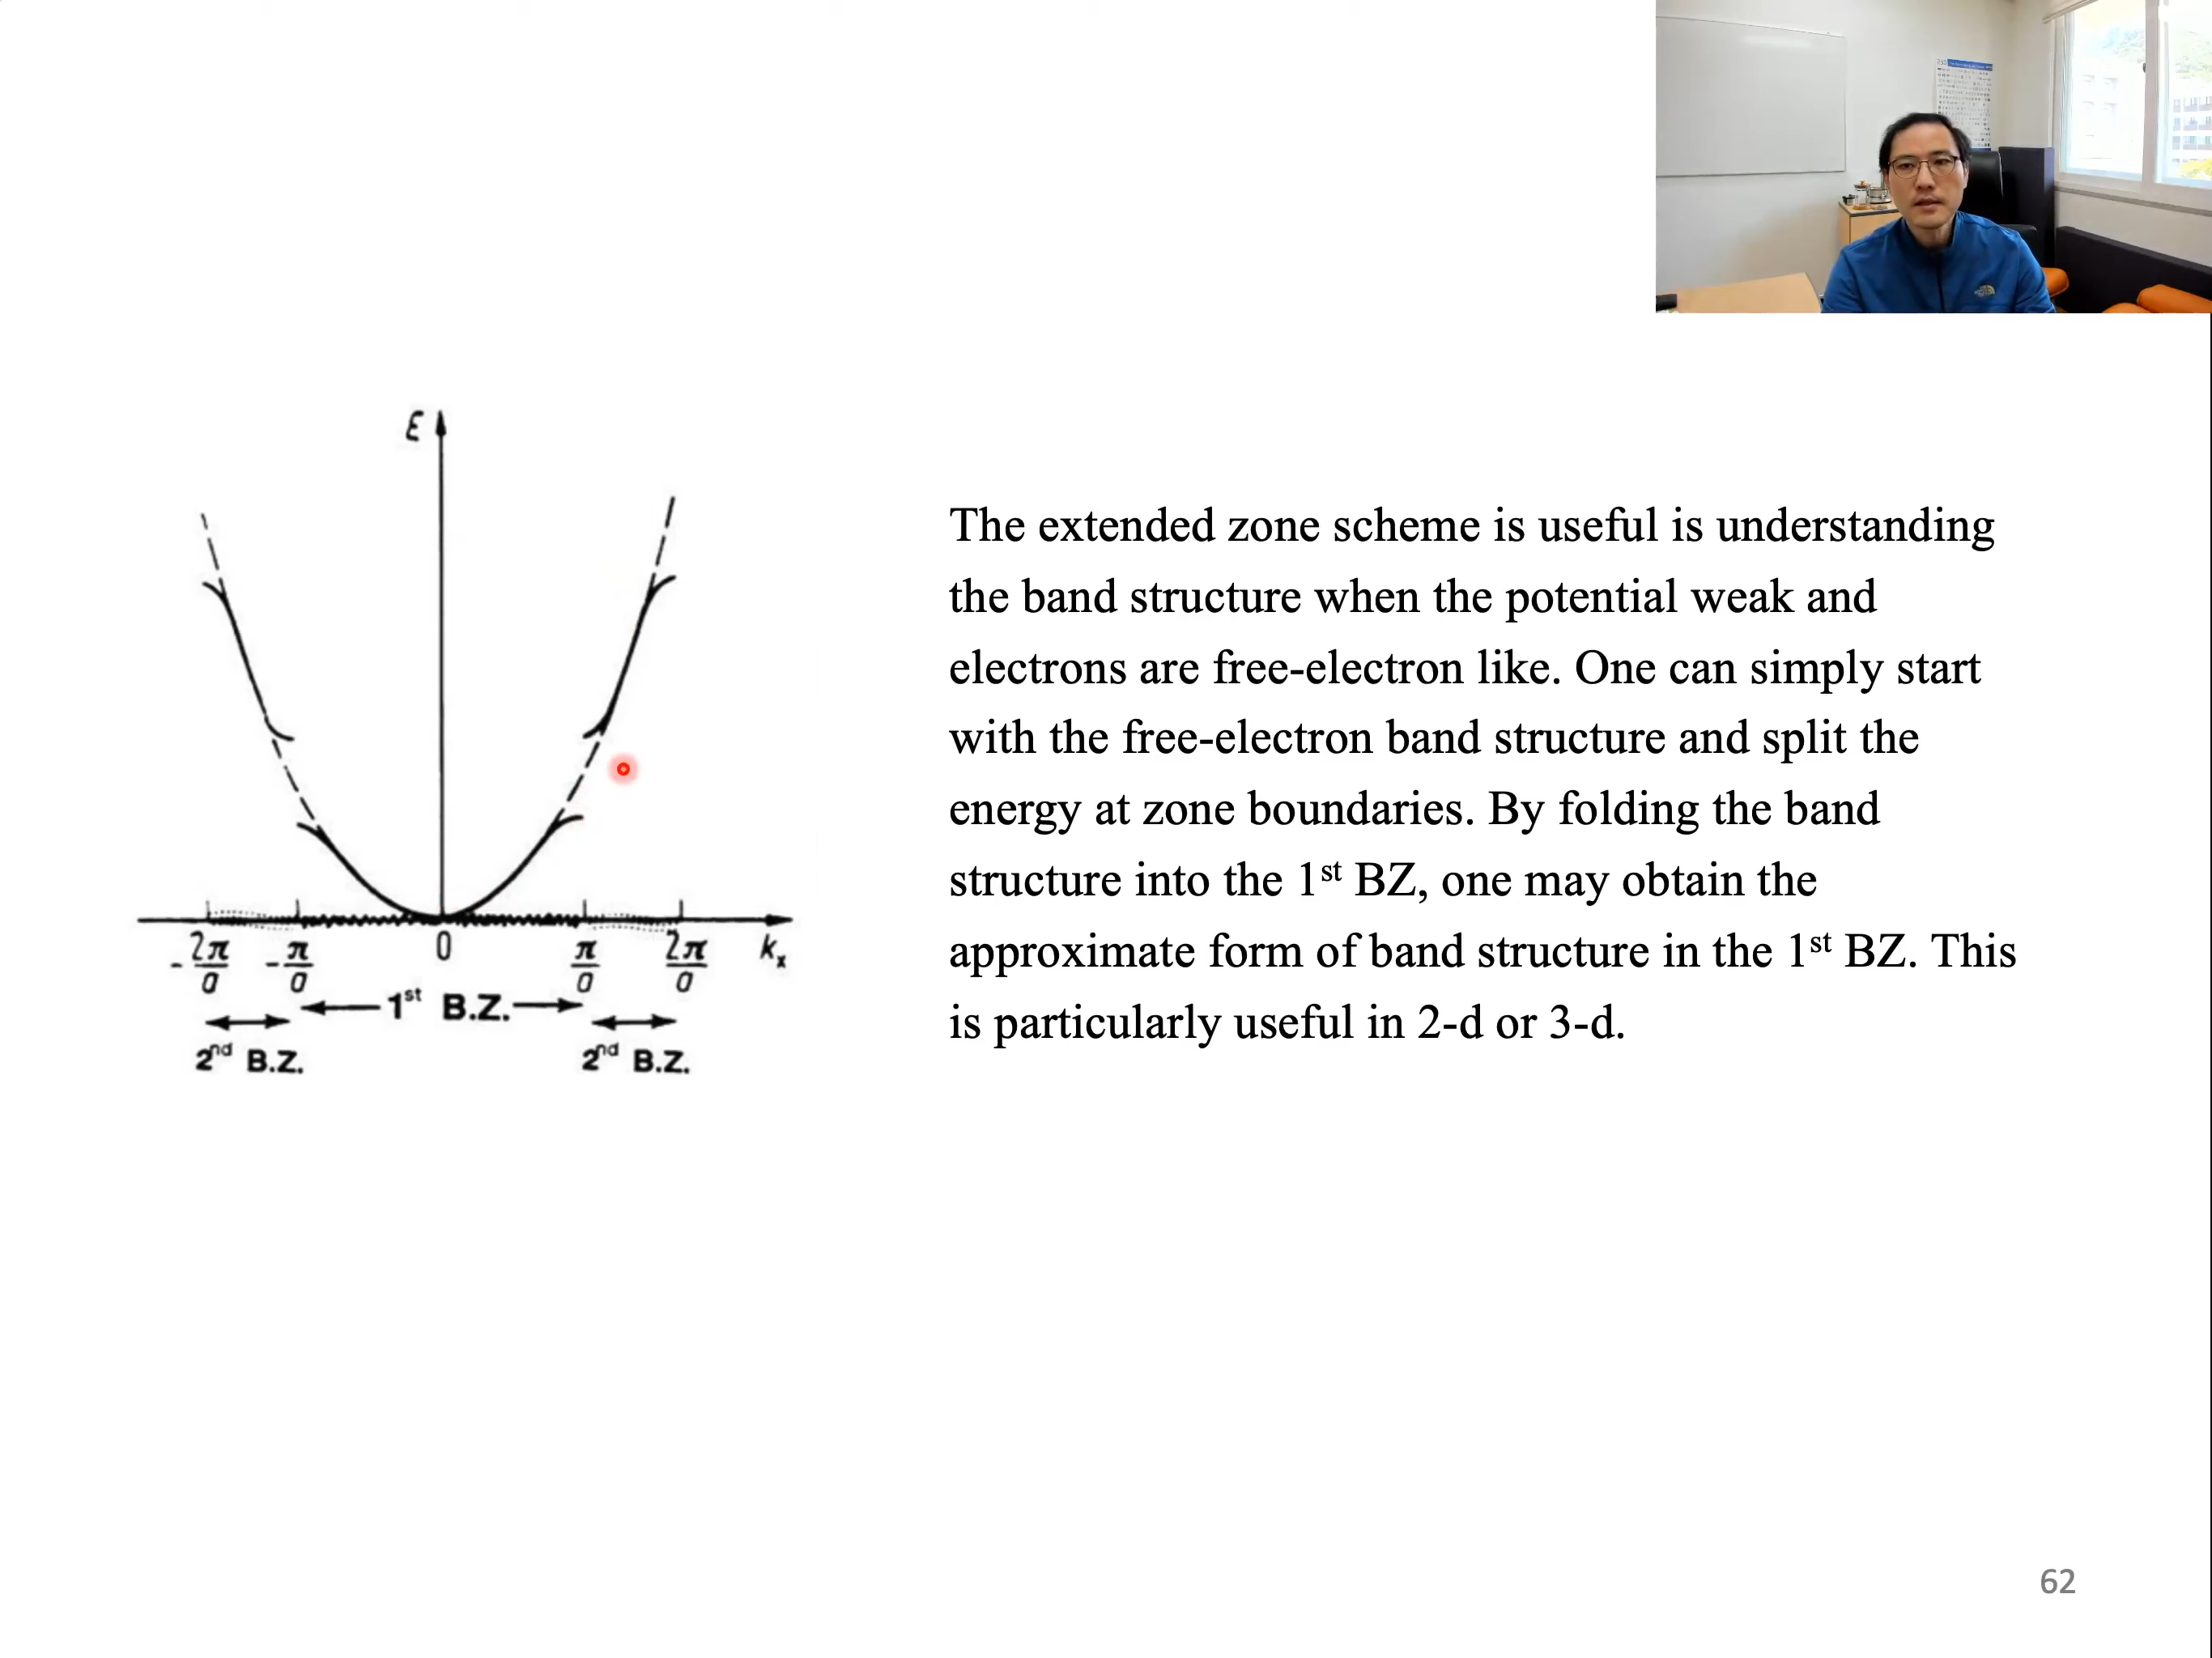 ε
-2π/a -π/a 0 π/a 2π/a kx
1st B.Z.
2nd B.Z. 2nd B.Z.
The extended zone scheme is useful is understanding
the band structure when the potential weak and
electrons are free-electron like. One can simply start
with the free-electron band structure and split the
energy at zone boundaries. By folding the band
structure into the 1st BZ, one may obtain the
approximate form of band structure in the 1st BZ. This
is particularly useful in 2-d or 3-d.
62